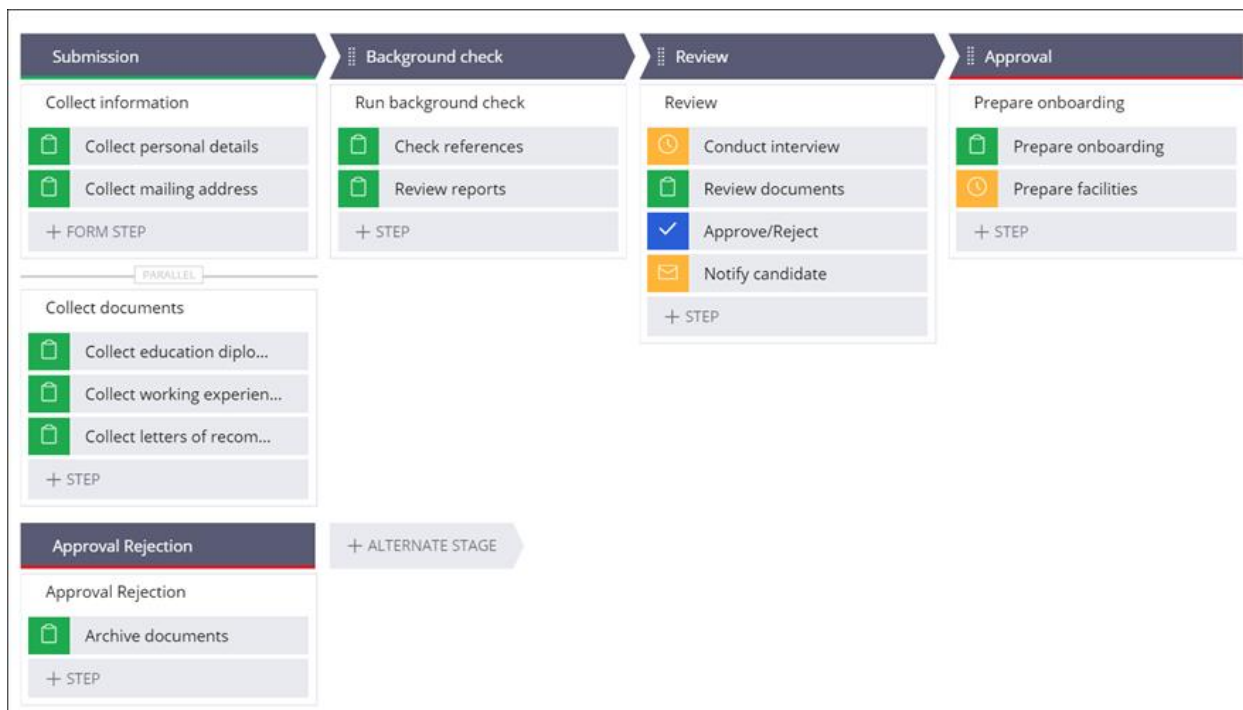 Submission
Background check
Review
Approval
Collect information
Collect personal details
Collect mailing address
+ FORM STEP
PARALLEL
Collect documents
Collect education diplo...
Collect working experien...
Collect letters of recom...
+ STEP
Run background check
Check references
Review reports
+ STEP
Review
Conduct interview
Review documents
Approve/Reject
Notify candidate
+ STEP
Prepare onboarding
Prepare onboarding
Prepare facilities
+ STEP
Approval Rejection
+ ALTERNATE STAGE
Approval Rejection
Archive documents
+ STEP